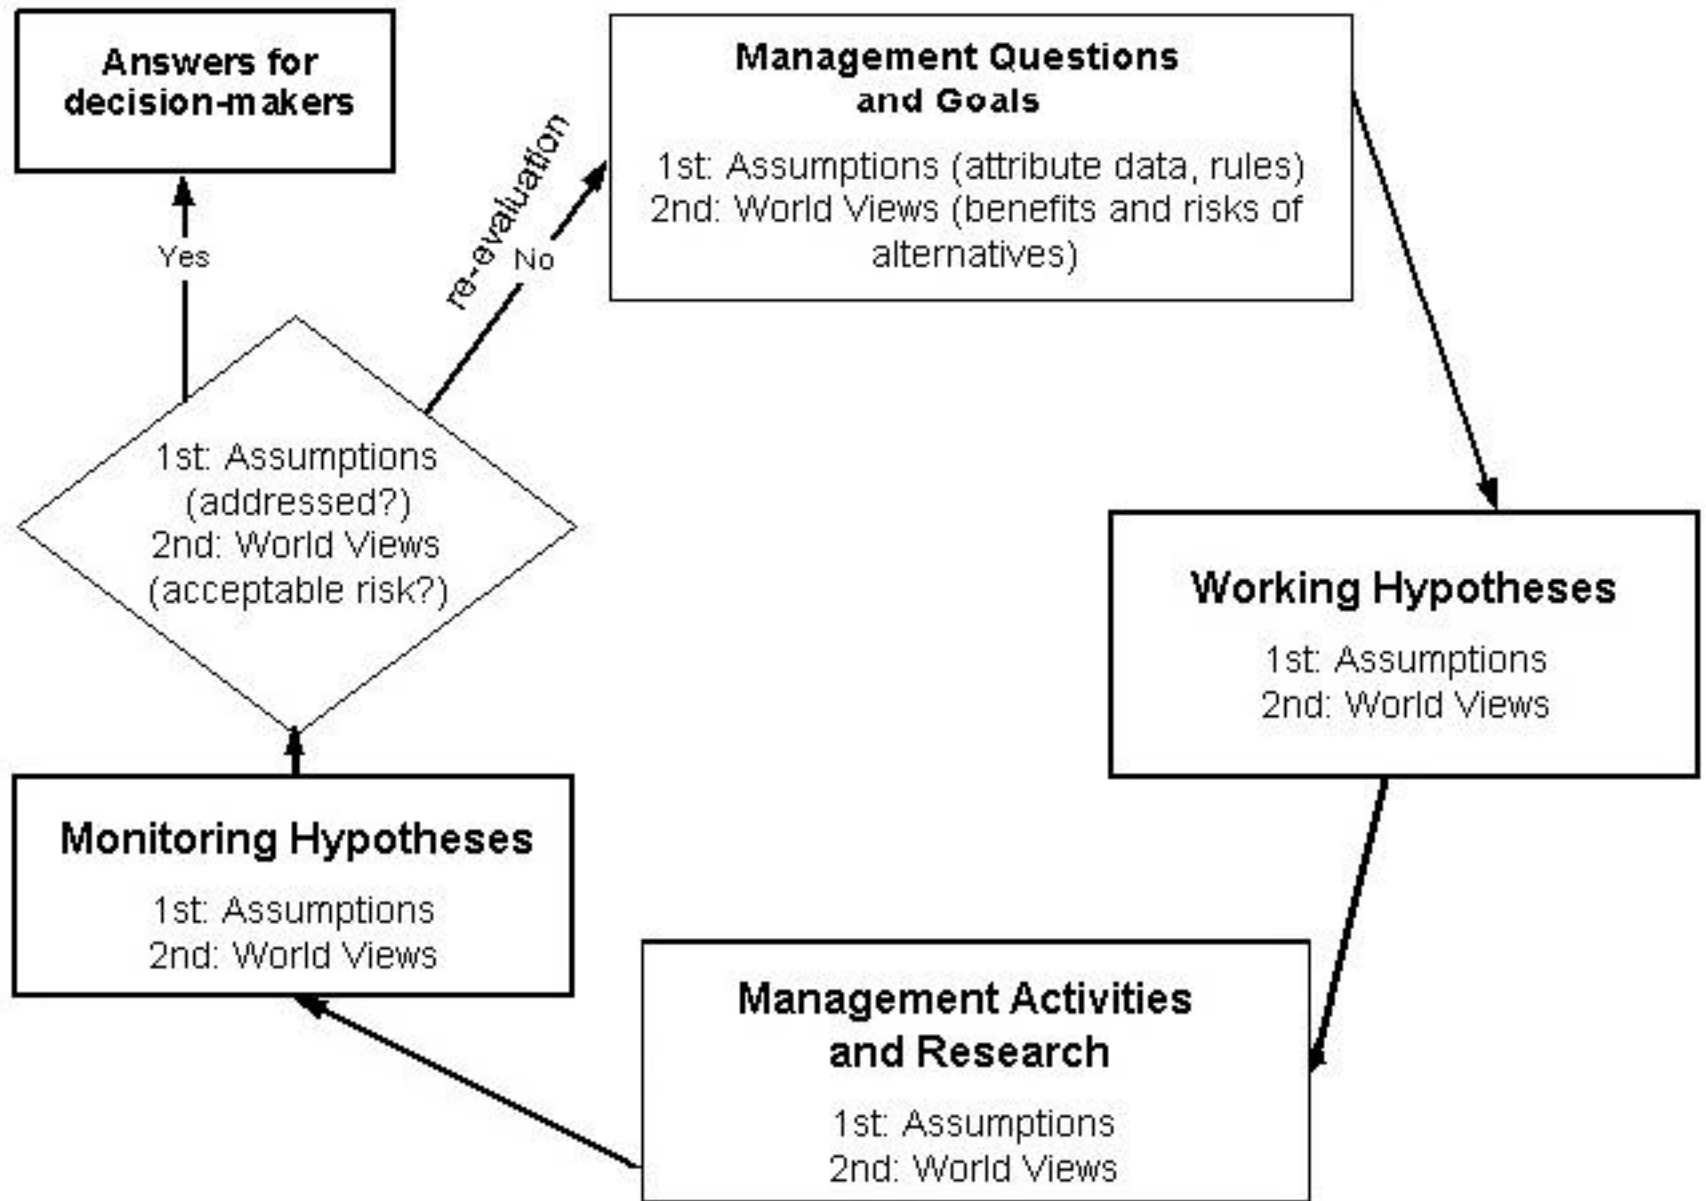 Answers for
decision-makers
Management Questions
and Goals
1st: Assumptions (attribute data, rules)
2nd: World Views (benefits and risks of
alternatives)
re-evaluation
Yes
No
1st: Assumptions
(addressed?)
2nd: World Views
(acceptable risk?)
Working Hypotheses
1st: Assumptions
2nd: World Views
Monitoring Hypotheses
1st: Assumptions
2nd: World Views
Management Activities
and Research
1st: Assumptions
2nd: World Views